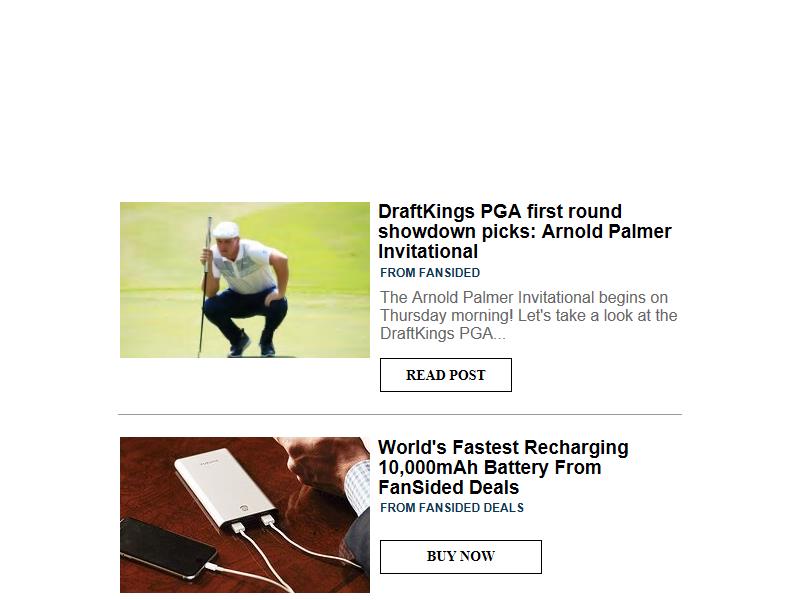 DraftKings PGA first round
showdown picks: Arnold Palmer
Invitational
FROM FANSIDED
The Arnold Palmer Invitational begins on
Thursday morning! Let's take a look at the
DraftKings PGA...
READ POST
World's Fastest Recharging
10,000mAh Battery From
FanSided Deals
FROM FANSIDED DEALS
BUY NOW